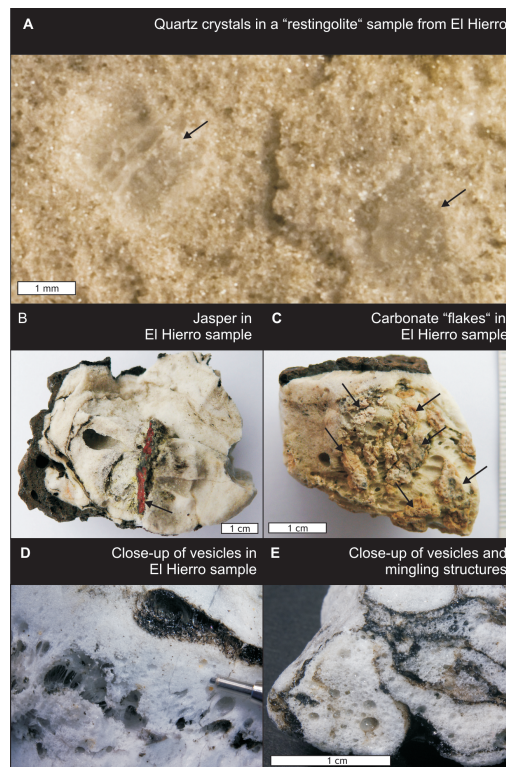 A Quartz crystals in a “restingolite“ sample from El Hierro
1 mm
B Jasper in
El Hierro sample
1 cm
C Carbonate “flakes“ in
El Hierro sample
1 cm
D Close-up of vesicles in
El Hierro sample
E Close-up of vesicles and
mingling structures
1 cm